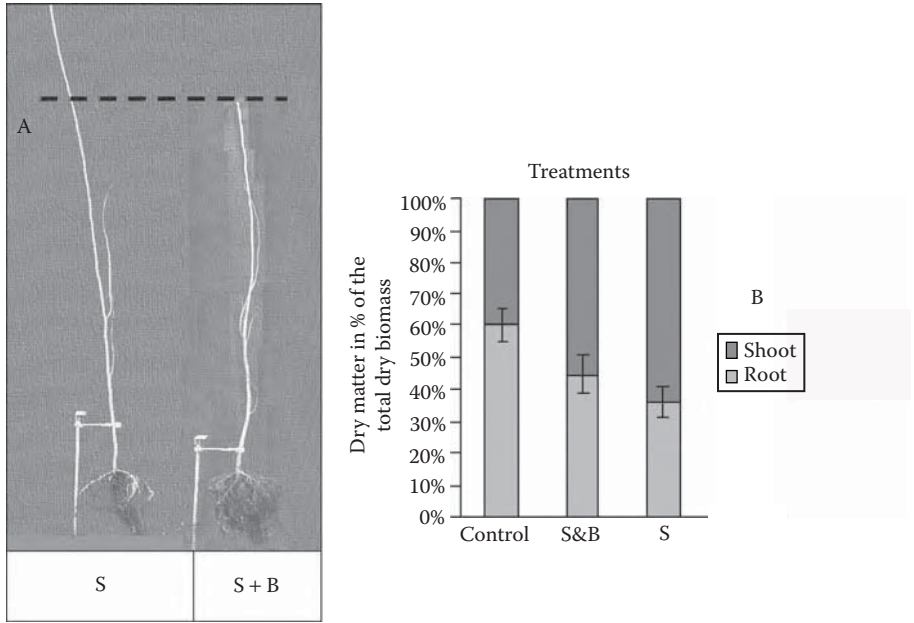 A
S
S + B
Treatments
Dry matter in % of the
total dry biomass
100%
90%
80%
70%
60%
50%
40%
30%
20%
10%
0%
Control
S&B
S
B
Shoot
Root